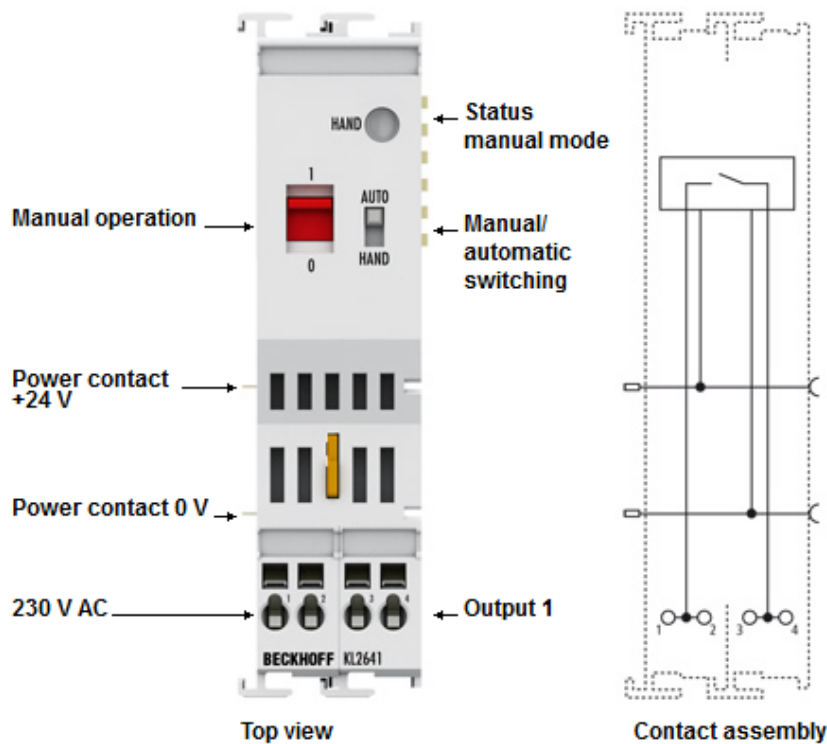 HAND
Status
manual mode
1
AUTO
Manual operation
Manual/
automatic
switching
0
HAND
Power contact
+24 V
Power contact 0 V
1
2
3
4
230 V AC
Output 1
1
2
3
4
BECKHOFF
KL2641
Top view
Contact assembly